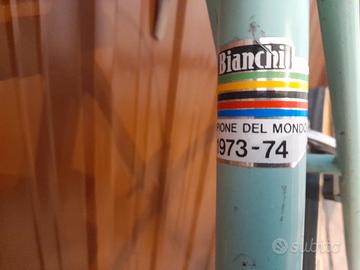 Bianchi
PIONE DEL MONDO
1973-74
subito